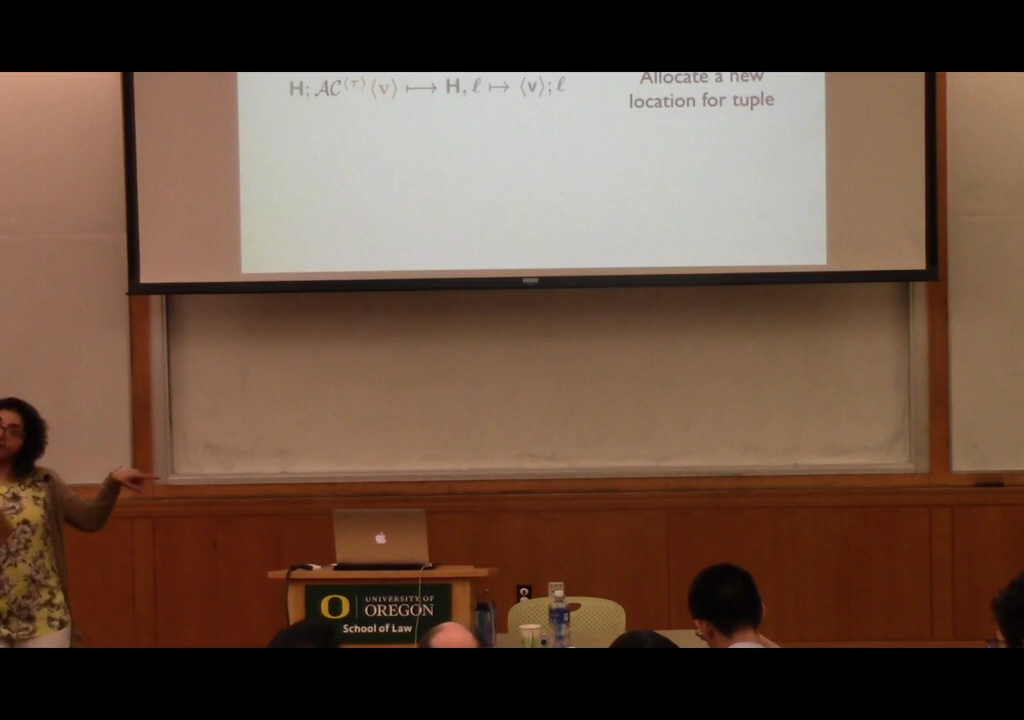 Allocate a new
H; 𝒜𝒞⟨τ⟩⟨v⟩ ⟼ H, ℓ ↦ ⟨v⟩; ℓ
location for tuple
O UNIVERSITY OF
OREGON
School of Law